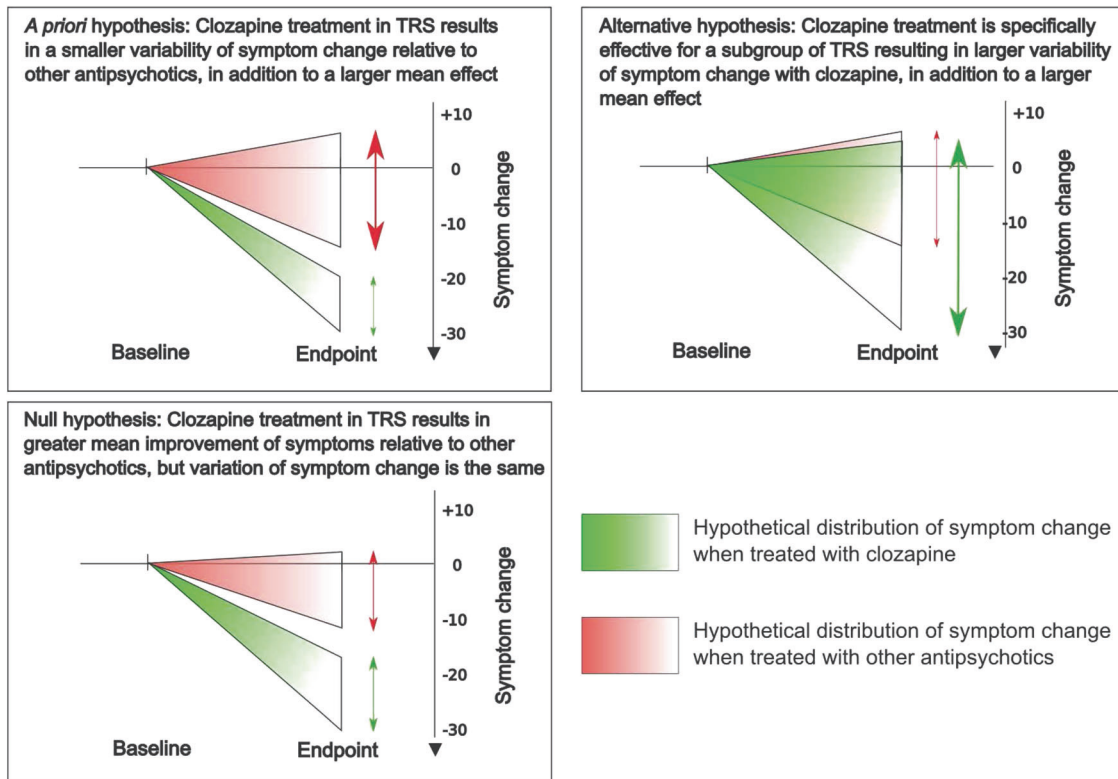 A priori hypothesis: Clozapine treatment in TRS results
in a smaller variability of symptom change relative to
other antipsychotics, in addition to a larger mean effect
+10
0
-10
-20
-30
Symptom change
Baseline
Endpoint
Alternative hypothesis: Clozapine treatment is specifically
effective for a subgroup of TRS resulting in larger variability
of symptom change with clozapine, in addition to a larger
mean effect
+10
0
-10
-20
-30
Symptom change
Baseline
Endpoint
Null hypothesis: Clozapine treatment in TRS results in
greater mean improvement of symptoms relative to other
antipsychotics, but variation of symptom change is the same
+10
0
-10
-20
-30
Symptom change
Baseline
Endpoint
Hypothetical distribution of symptom change
when treated with clozapine
Hypothetical distribution of symptom change
when treated with other antipsychotics